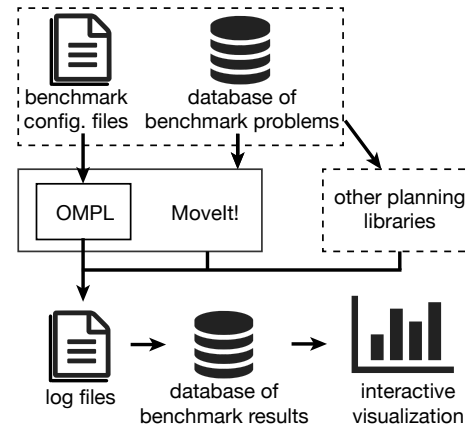 benchmark
config. files
database of
benchmark problems
OMPL
MoveIt!
other planning
libraries
log files
database of
benchmark results
interactive
visualization